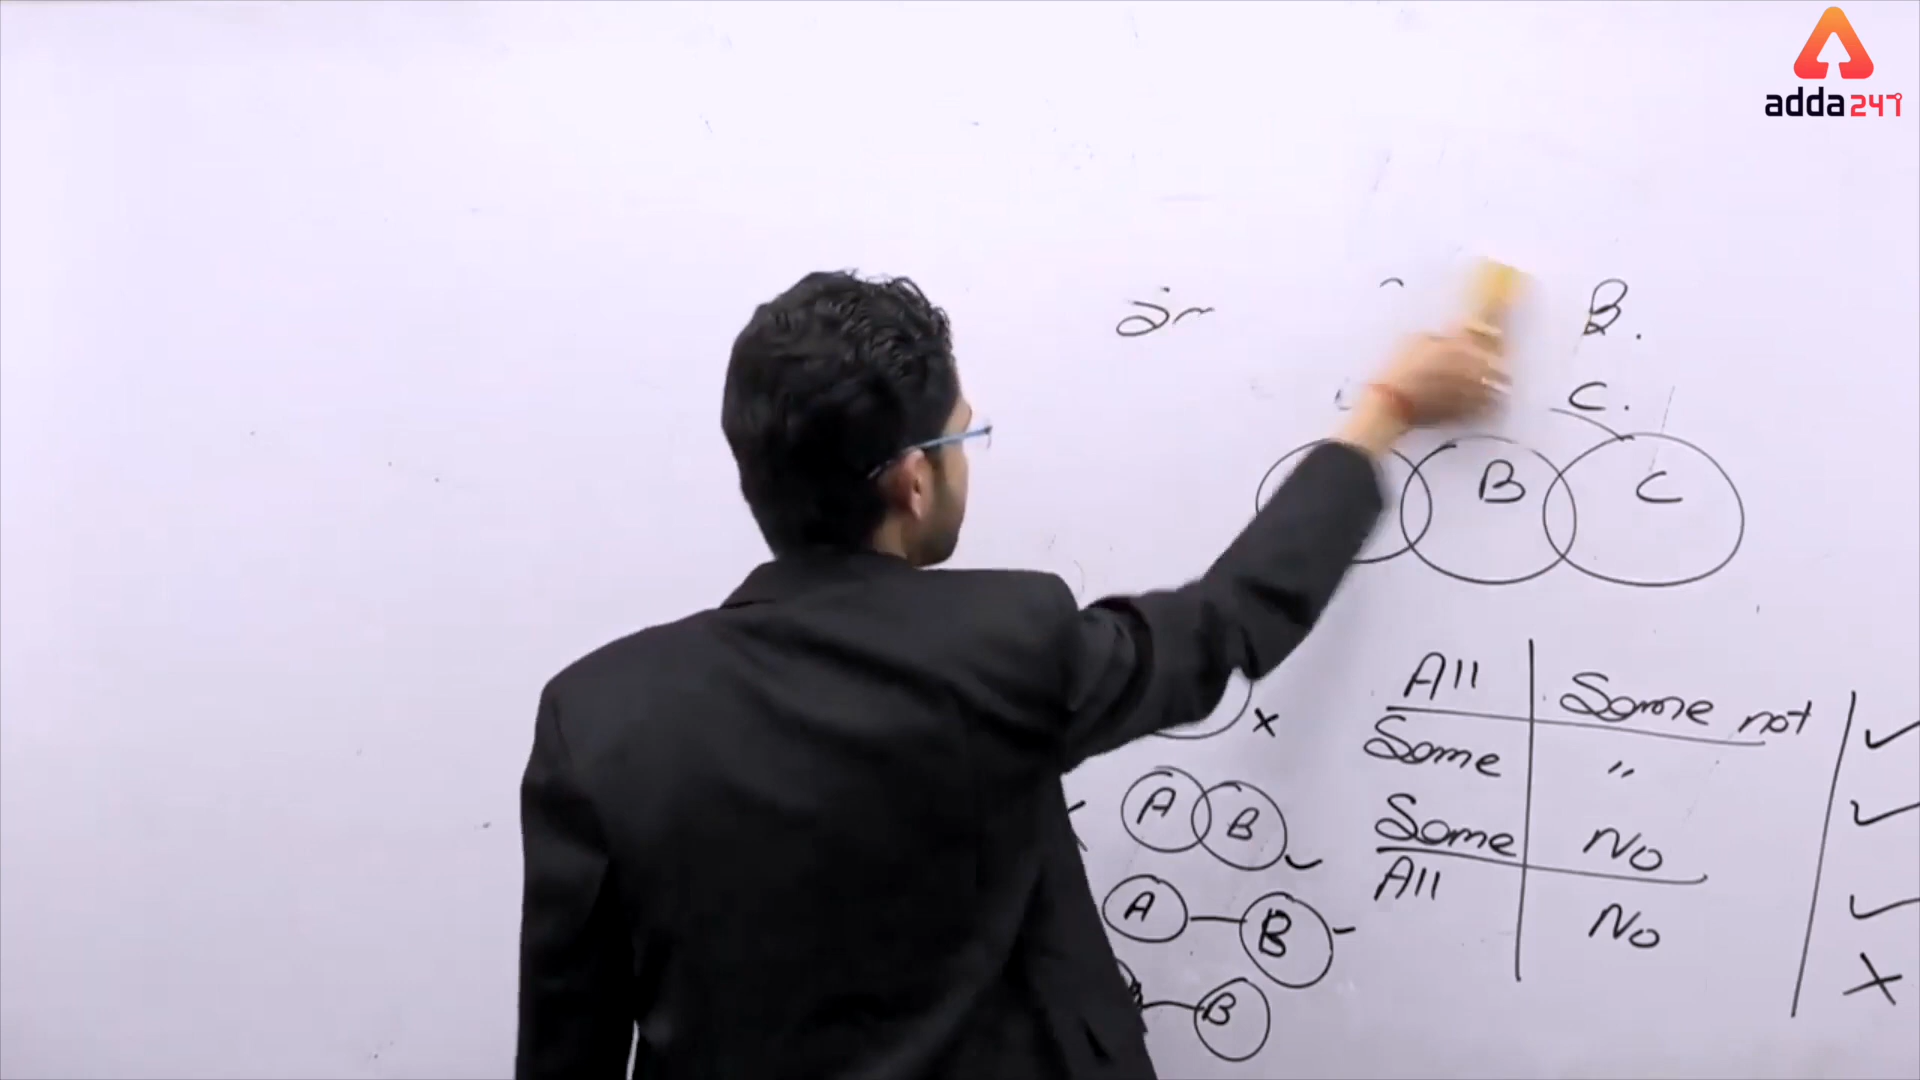 adda247
B.
C.
B C
All Some not ✓
Some " ✓
Some No ✓
All No ×
×
A B ✓
A B
B